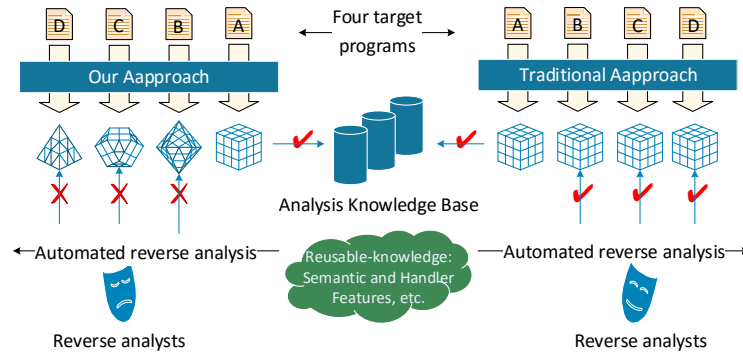 D C B A
Four target
programs
A B C D
Our Aapproach
Traditional Aapproach
Analysis Knowledge Base
Automated reverse analysis
Reusable-knowledge:
Semantic and Handler
Features, etc.
Automated reverse analysis
Reverse analysts
Reverse analysts